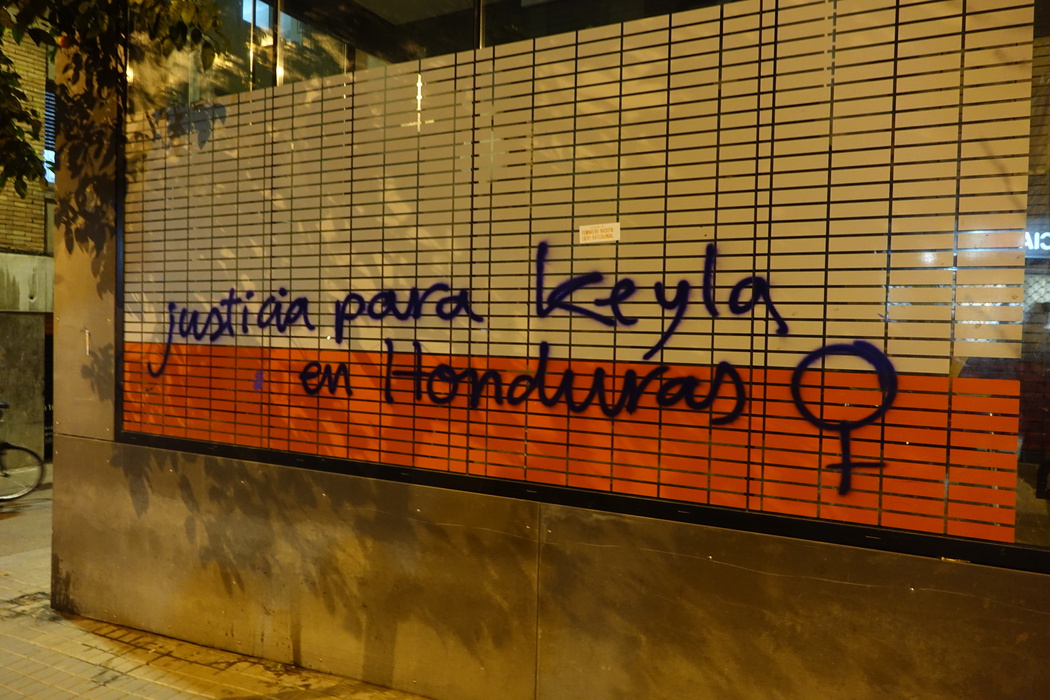 justicia para Keyla
en Honduras